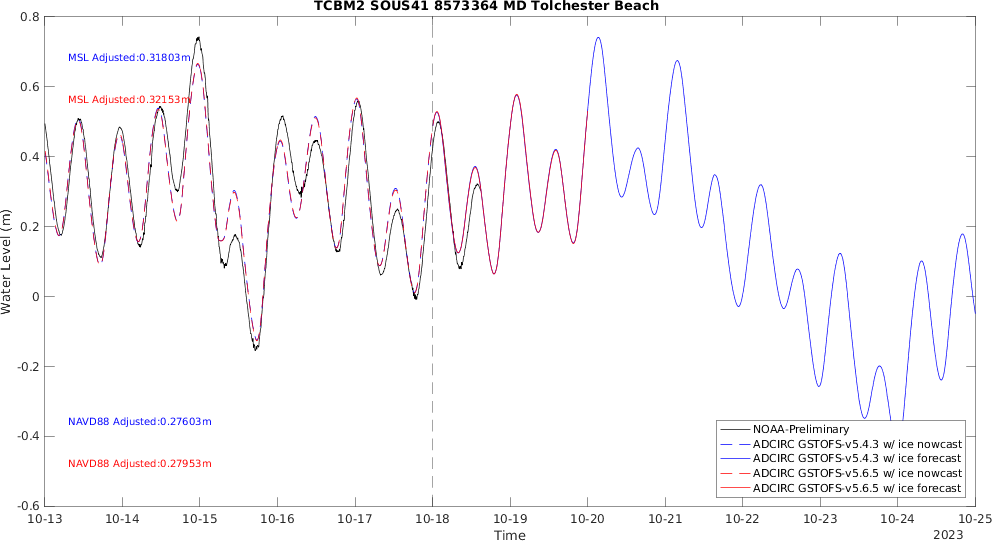 TCBM2 SOUS41 8573364 MD Tolchester Beach
0.8
0.6
0.4
0.2
0
-0.2
-0.4
-0.6
Water Level (m)
MSL Adjusted:0.31803m
MSL Adjusted:0.32153m
NAVD88 Adjusted:0.27603m
NAVD88 Adjusted:0.27953m
NOAA-Preliminary
ADCIRC GSTOFS-v5.4.3 w/ ice nowcast
ADCIRC GSTOFS-v5.4.3 w/ ice forecast
ADCIRC GSTOFS-v5.6.5 w/ ice nowcast
ADCIRC GSTOFS-v5.6.5 w/ ice forecast
10-13 10-14 10-15 10-16 10-17 10-18 10-19 10-20 10-21 10-22 10-23 10-24 10-25
Time
2023